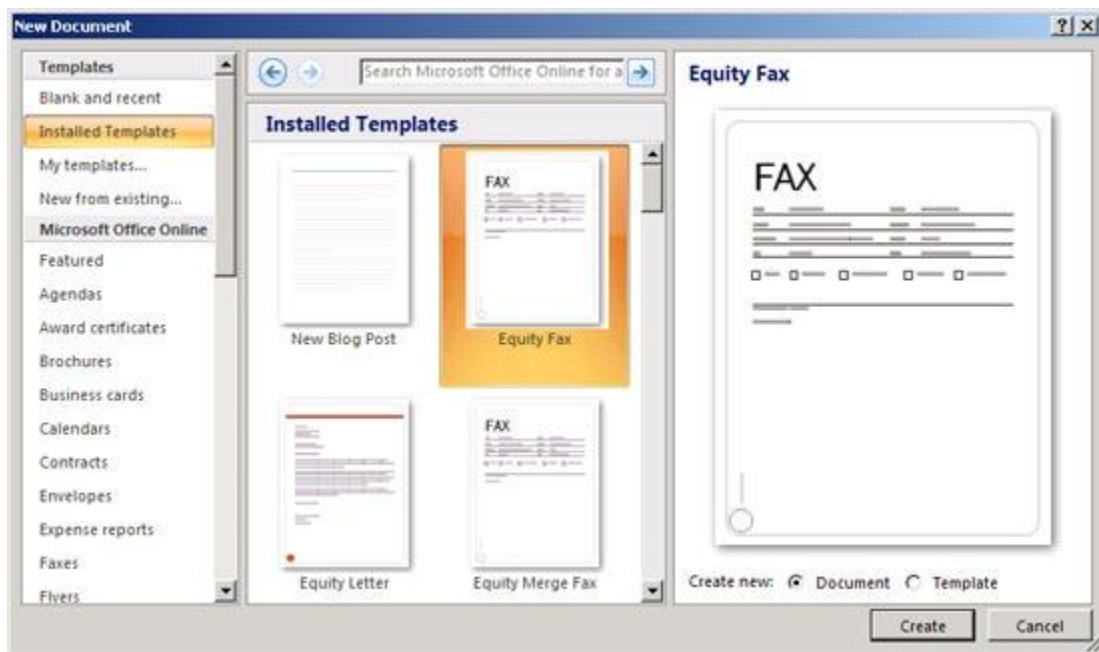 New Document
Templates
Blank and recent
Installed Templates
My templates...
New from existing...
Microsoft Office Online
Featured
Agendas
Award certificates
Brochures
Business cards
Calendars
Contracts
Envelopes
Expense reports
Faxes
Flyers
Search Microsoft Office Online for a
Installed Templates
FAX
New Blog Post
Equity Fax
FAX
Equity Letter
Equity Merge Fax
Equity Fax
FAX
Create new: Document Template
Create Cancel